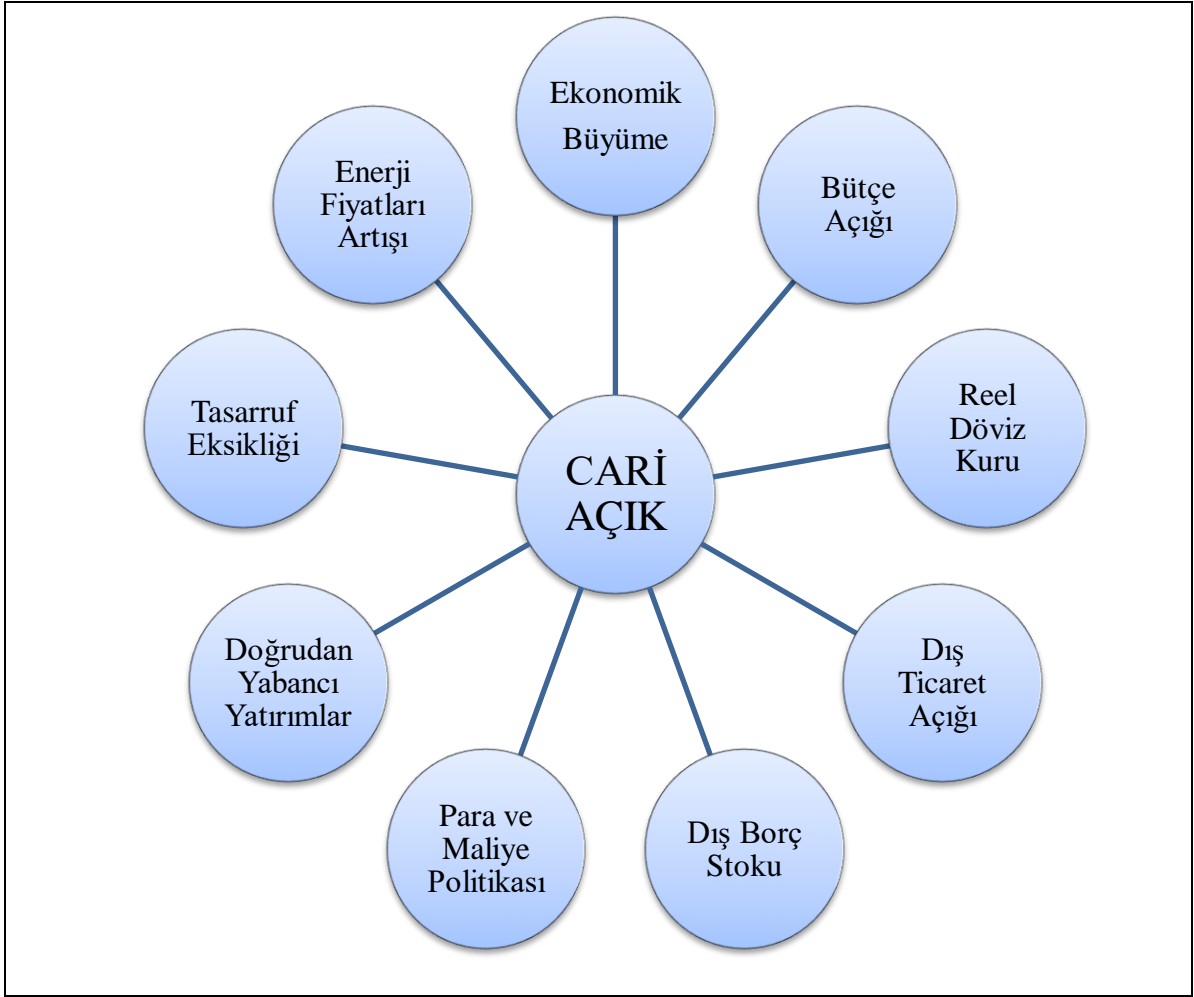 Ekonomik
Büyüme
Bütçe
Açığı
Reel
Döviz
Kuru
Dış
Ticaret
Açığı
Dış Borç
Stoku
Para ve
Maliye
Politikası
Doğrudan
Yabancı
Yatırımlar
Tasarruf
Eksikliği
Enerji
Fiyatları
Artışı
CARİ
AÇIK